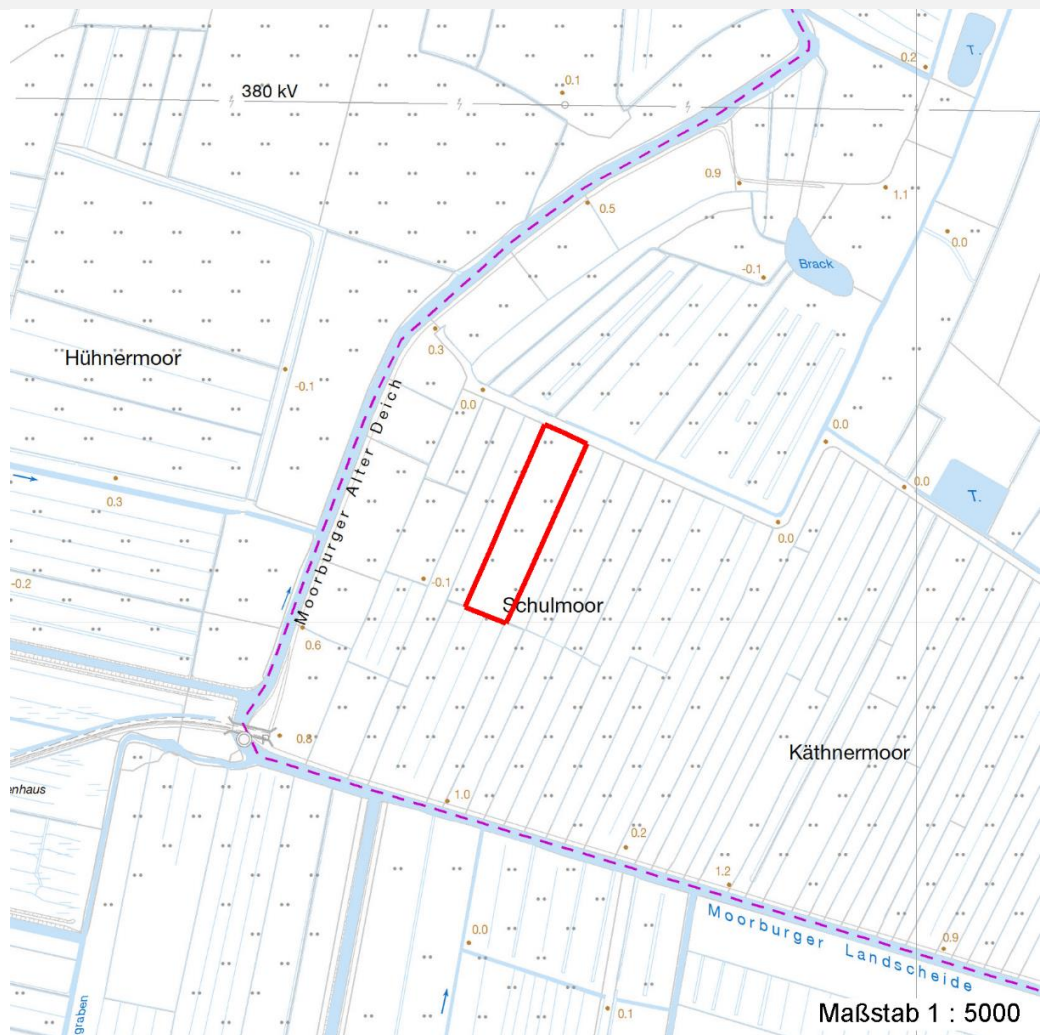 T.
0.2
380 kV
0.1
0.9
1.1
0.5
0.0
Brack
-0.1
0.3
Hühnermoor
-0.1
0.0
Moorburger Alter Deich
0.0
0.3
0.0
T.
0.0
-0.2
-0.1
Schulmoor
0.6
0.8
Käthnermoor
enhaus
1.0
0.2
1.2
Moorburger Landscheide
0.9
0.0
graben
0.1
Maßstab 1 : 5000